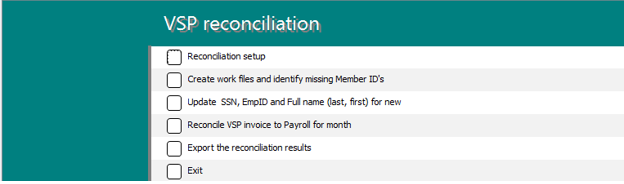 VSP reconciliation
Reconciliation setup
Create work files and identify missing Member ID's
Update  SSN, EmpID and Full name (last, first) for new
Reconcile VSP invoice to Payroll for month
Export the reconciliation results
Exit